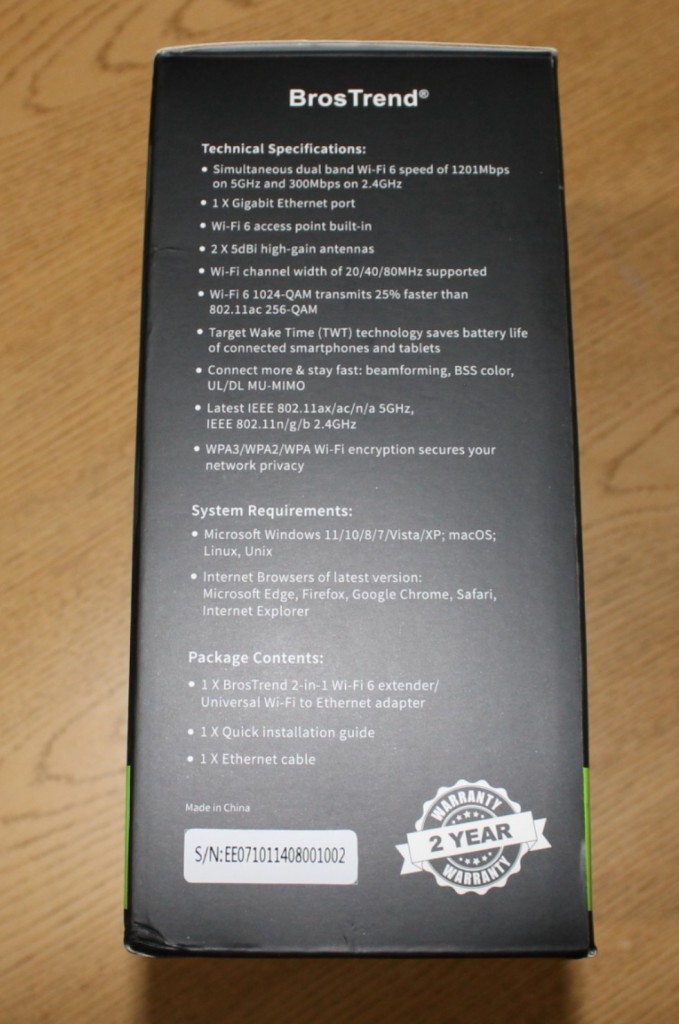 BrosTrend®
Technical Specifications:
• Simultaneous dual band Wi-Fi 6 speed of 1201Mbps
on 5GHz and 300Mbps on 2.4GHz
• 1 X Gigabit Ethernet port
• Wi-Fi 6 access point built-in
• 2 X 5dBi high-gain antennas
• Wi-Fi channel width of 20/40/80MHz supported
• Wi-Fi 6 1024-QAM transmits 25% faster than
802.11ac 256-QAM
• Target Wake Time (TWT) technology saves battery life
of connected smartphones and tablets
• Connect more & stay fast: beamforming, BSS color,
UL/DL MU-MIMO
• Latest IEEE 802.11ax/ac/n/a 5GHz,
IEEE 802.11n/g/b 2.4GHz
• WPA3/WPA2/WPA Wi-Fi encryption secures your
network privacy
System Requirements:
• Microsoft Windows 11/10/8/7/Vista/XP; macOS;
Linux, Unix
• Internet Browsers of latest version:
Microsoft Edge, Firefox, Google Chrome, Safari,
Internet Explorer
Package Contents:
• 1 X BrosTrend 2-in-1 Wi-Fi 6 extender/
Universal Wi-Fi to Ethernet adapter
• 1 X Quick installation guide
• 1 X Ethernet cable
Made in China
S/N:EE071011408001002
WARRANTY
2 YEAR
WARRANTY